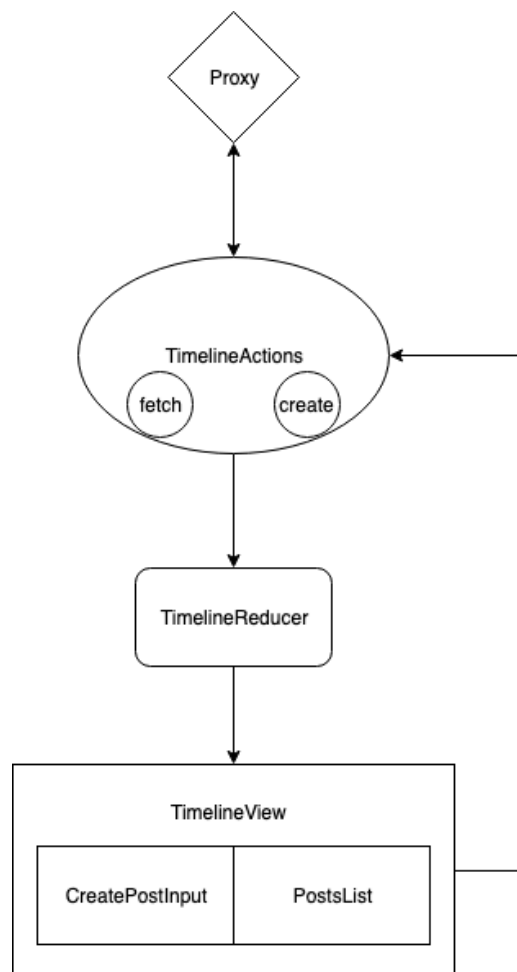 Proxy
TimelineActions
fetch
create
TimelineReducer
TimelineView
CreatePostInput
PostsList